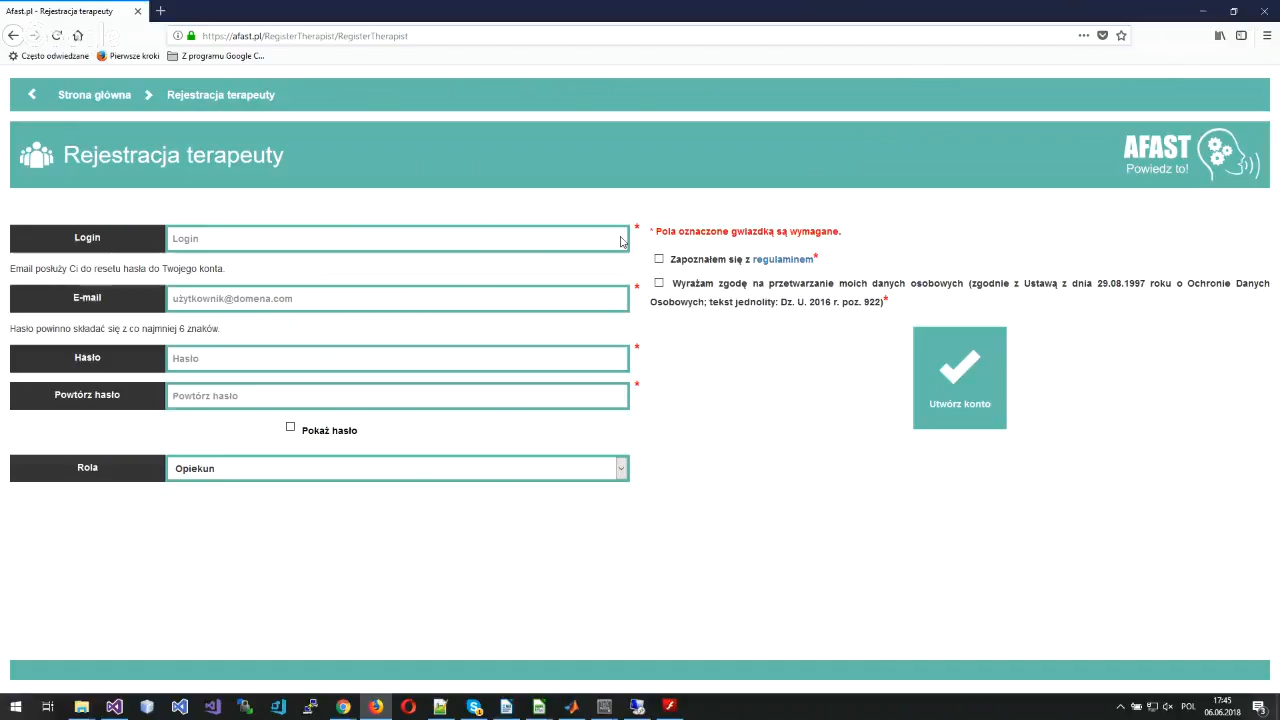 Afast.pl - Rejestracja terapeuty
https://afast.pl/RegisterTherapist/RegisterTherapist
Często odwiedzane
Pierwsze kroki
Z programu Google C...
Strona główna
Rejestracja terapeuty
Rejestracja terapeuty
AFAST
Powiedz to!
Login
Login
*
Email posłuży Ci do resetu hasła do Twojego konta.
E-mail
użytkownik@domena.com
*
Hasło powinno składać się z co najmniej 6 znaków.
Hasło
Hasło
*
Powtórz hasło
Powtórz hasło
*
Pokaż hasło
Rola
Opiekun
* Pola oznaczone gwiazdką są wymagane.
Zapoznałem się z regulaminem*
Wyrażam zgodę na przetwarzanie moich danych osobowych (zgodnie z Ustawą z dnia 29.08.1997 roku o Ochronie Danych
Osobowych; tekst jednolity: Dz. U. 2016 r. poz. 922)*
Utwórz konto
POL
17:45
06.06.2018